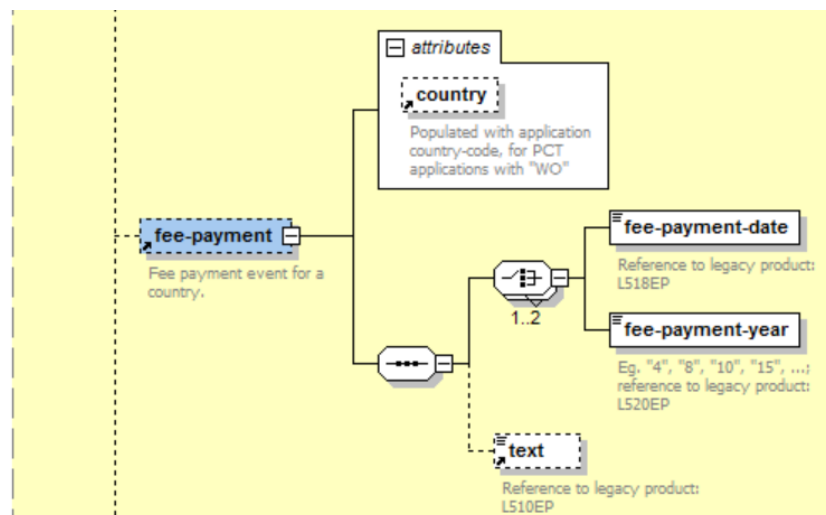 attributes
country
Populated with application
country-code, for PCT
applications with "WO"
fee-payment
Fee payment event for a
country.
fee-payment-date
Reference to legacy product:
L518EP
1..2
fee-payment-year
Eg. "4", "8", "10", "15", ...;
reference to legacy product:
L520EP
text
Reference to legacy product:
L510EP